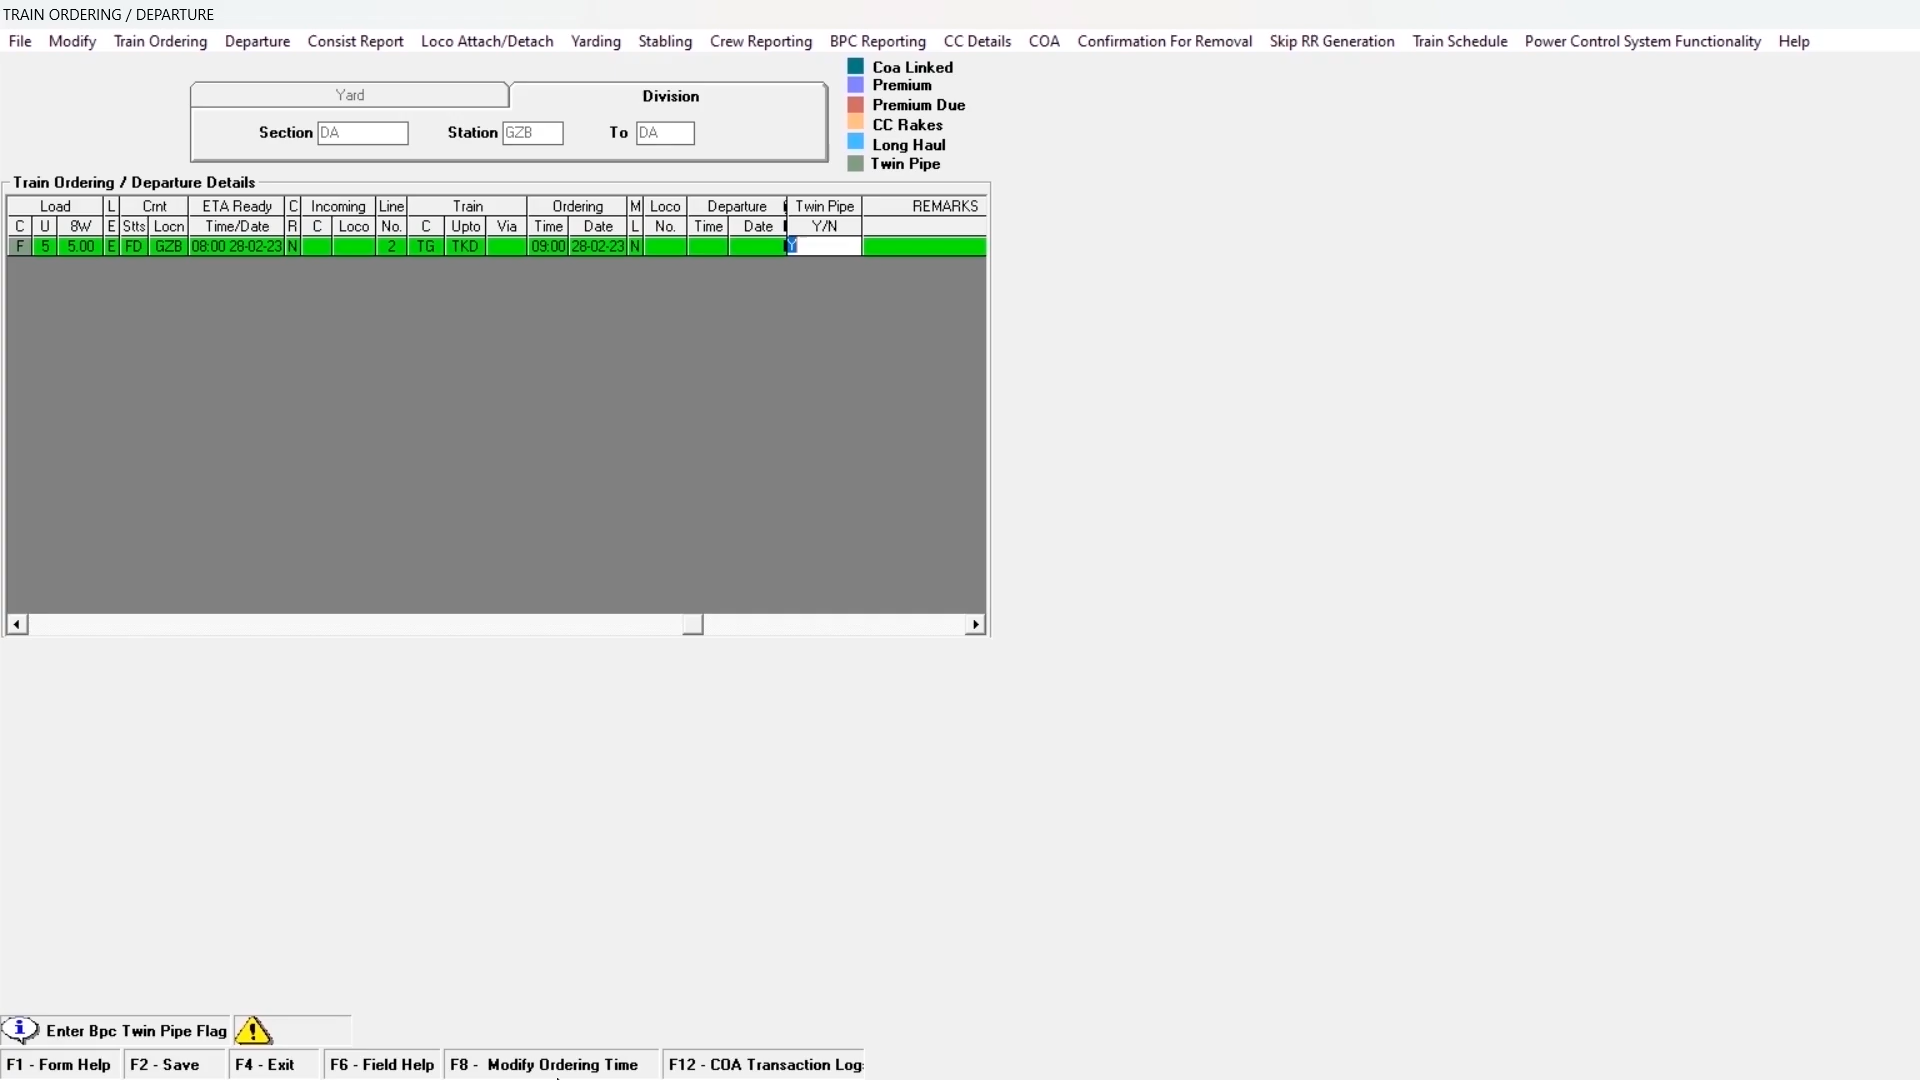 TRAIN ORDERING / DEPARTURE
File Modify Train Ordering Departure Consist Report Loco Attach/Detach Yarding Stabling Crew Reporting BPC Reporting CC Details COA Confirmation For Removal Skip RR Generation Train Schedule Power Control System Functionality Help
Coa Linked
Premium
Premium Due
CC Rakes
Long Haul
Twin Pipe
Yard Division
Section DA Station GZB To DA
Train Ordering / Departure Details
Load L Crnt ETA Ready C Incoming Line Train Ordering M Loco Departure Twin Pipe REMARKS
C U 8W E Stts Locn Time/Date R C Loco No. C Upto Via Time Date L No. Time Date Y/N
F 5 5.00 E FD GZB 08:00 28-02-23 N 2 TG TKD 09:00 28-02-23 N Y
Enter Bpc Twin Pipe Flag
F1 - Form Help F2 - Save F4 - Exit F6 - Field Help F8 - Modify Ordering Time F12 - COA Transaction Log